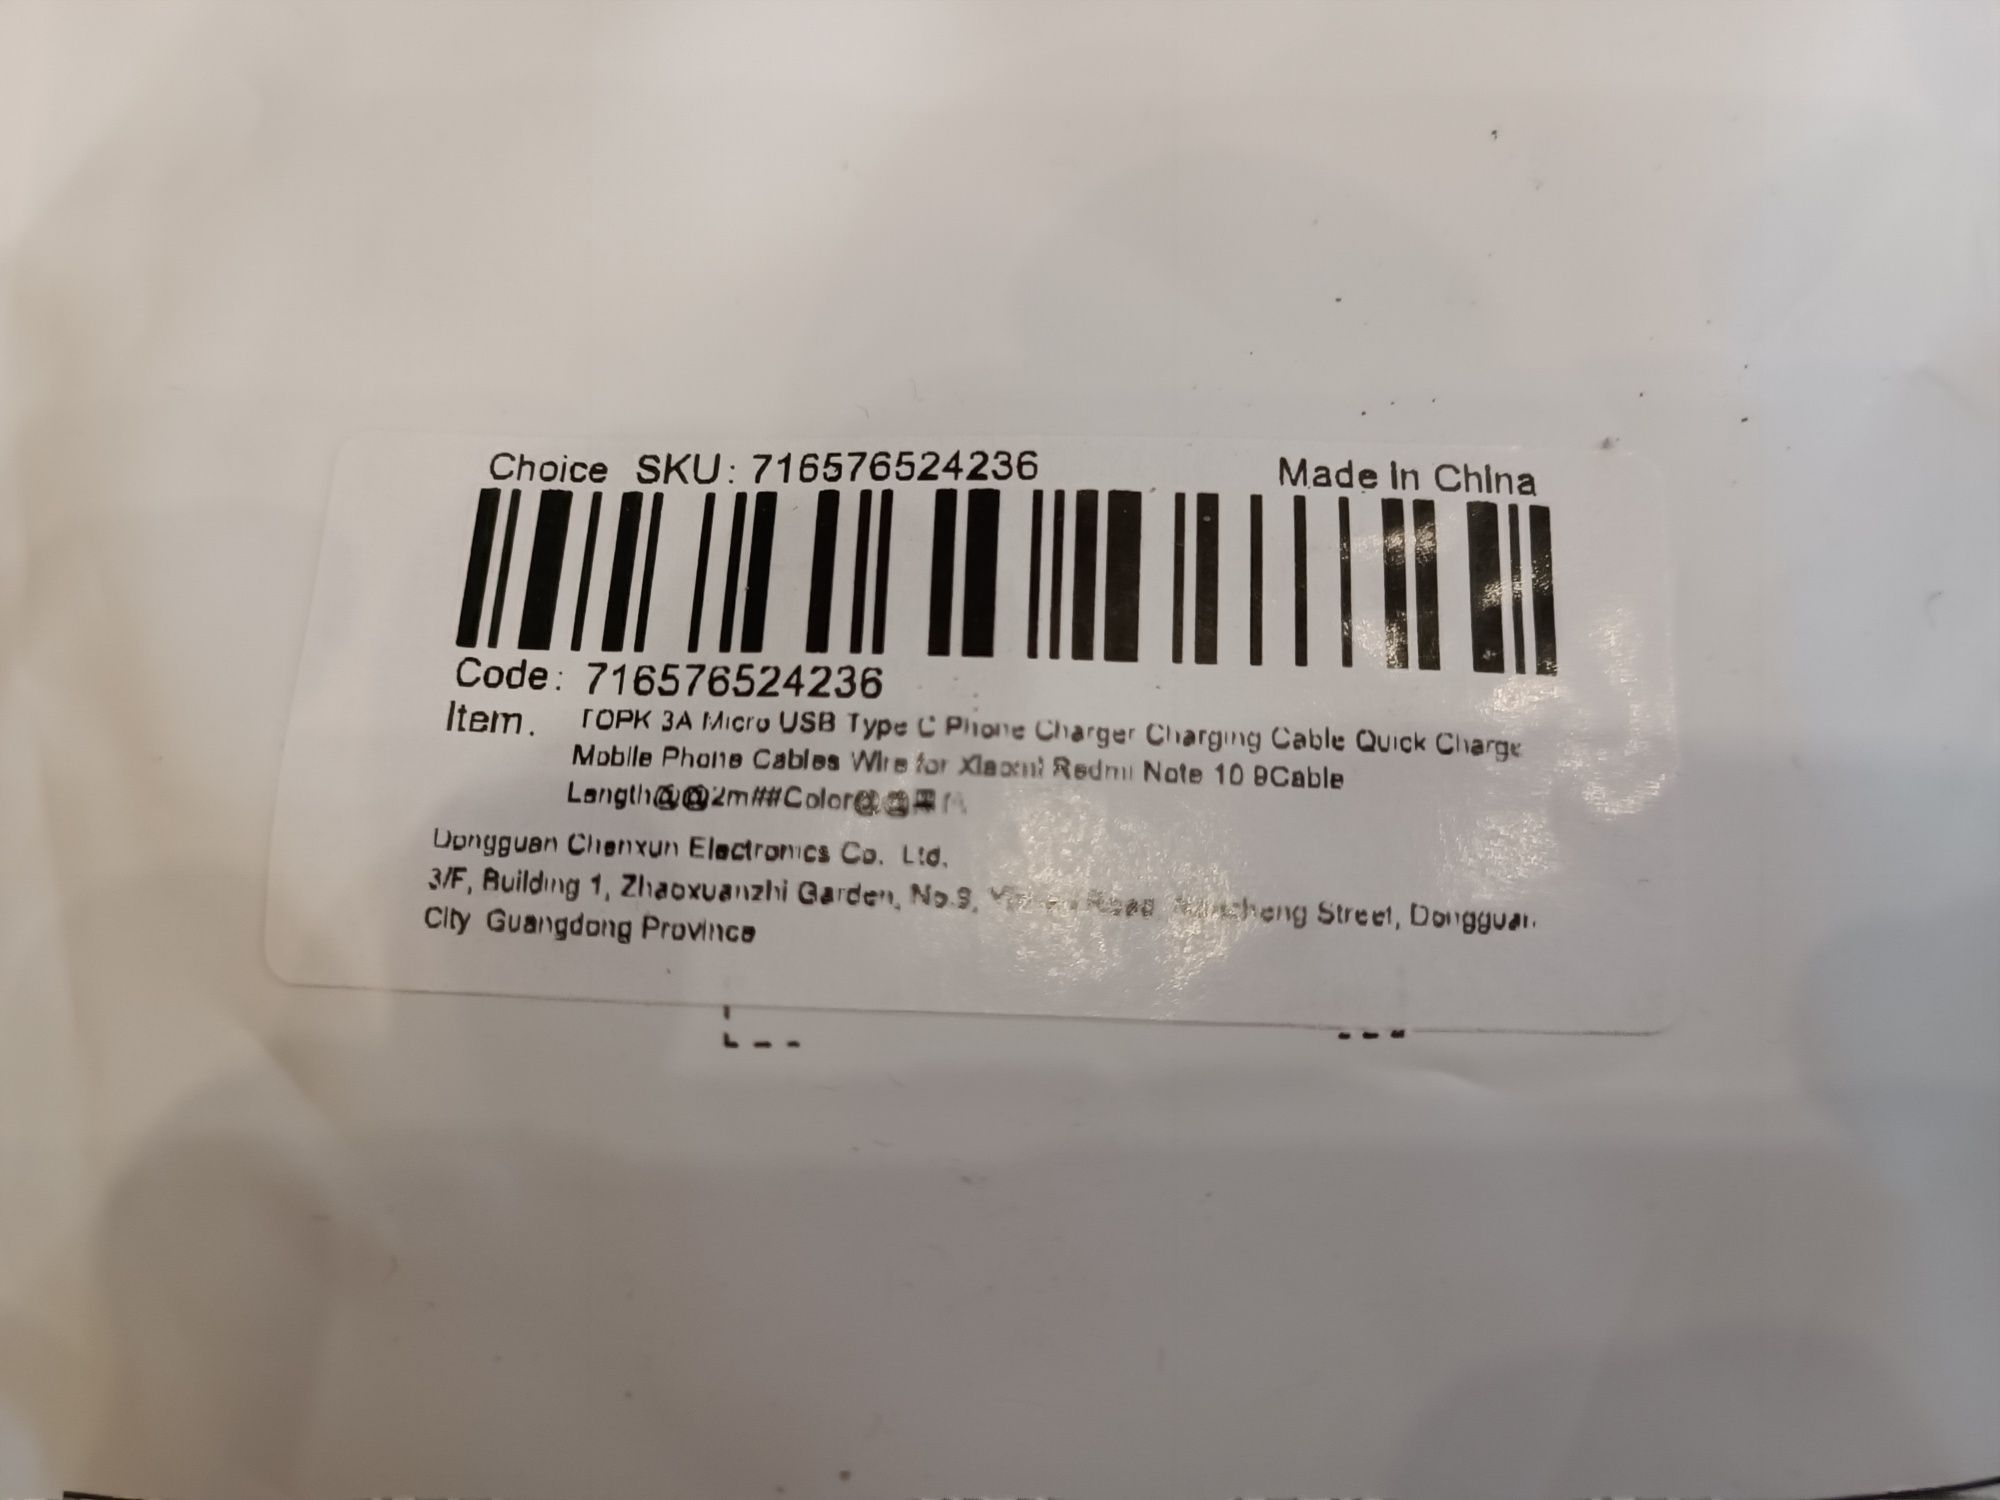 Choice SKU: 716576524236 Made In China
Code: 716576524236
Item. TOPK 3A Micro USB Type C Phone Charger Charging Cable Quick Charge
Mobile Phone Cables Wire for Xiaomi Redmi Note 10 9Cable
Length@@2m##Color@@
Dongguan Chenxun Electronics Co. Ltd.
3/F, Building 1, Zhaoxuanzhi Garden, No.9, Street, Dongguan
City Guangdong Province